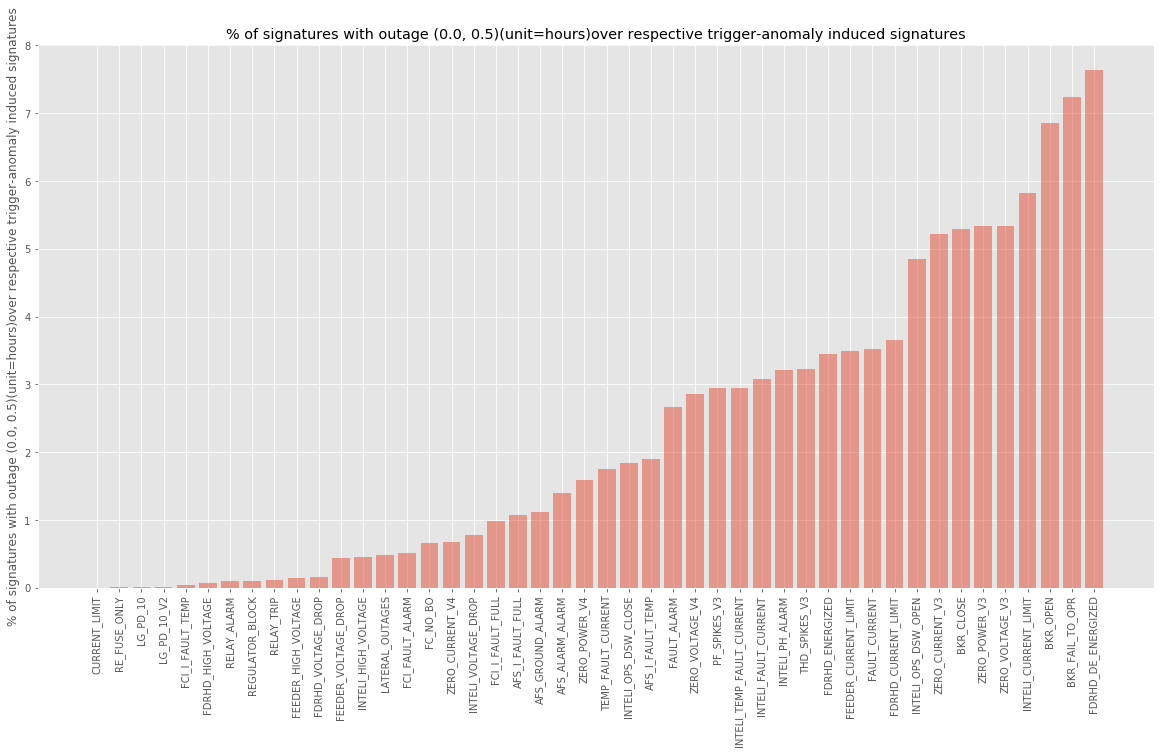 % of signatures with outage (0.0, 0.5)(unit=hours)over respective trigger-anomaly induced signatures
% of signatures with outage (0.0, 0.5)(unit=hours)over respective trigger-anomaly induced signatures
8
7
6
5
4
3
2
1
0
CURRENT_LIMIT
RE_FUSE_ONLY
LG_PD_10
LG_PD_10_V2
FCI_I_FAULT_TEMP
FDRHD_HIGH_VOLTAGE
RELAY_ALARM
REGULATOR_BLOCK
RELAY_TRIP
FEEDER_HIGH_VOLTAGE
FDRHD_VOLTAGE_DROP
FEEDER_VOLTAGE_DROP
INTELI_HIGH_VOLTAGE
LATERAL_OUTAGES
FCI_FAULT_ALARM
FC_NO_BO
ZERO_CURRENT_V4
INTELI_VOLTAGE_DROP
FCI_I_FAULT_FULL
AFS_I_FAULT_FULL
AFS_GROUND_ALARM
AFS_ALARM_ALARM
ZERO_POWER_V4
TEMP_FAULT_CURRENT
INTELI_OPS_DSW_CLOSE
AFS_I_FAULT_TEMP
FAULT_ALARM
ZERO_VOLTAGE_V4
PF_SPIKES_V3
INTELI_TEMP_FAULT_CURRENT
INTELI_FAULT_CURRENT
INTELI_PH_ALARM
THD_SPIKES_V3
FDRHD_ENERGIZED
FEEDER_CURRENT_LIMIT
FAULT_CURRENT
FDRHD_CURRENT_LIMIT
INTELI_OPS_DSW_OPEN
ZERO_CURRENT_V3
BKR_CLOSE
ZERO_POWER_V3
ZERO_VOLTAGE_V3
INTELI_CURRENT_LIMIT
BKR_OPEN
BKR_FAIL_TO_OPR
FDRHD_DE_ENERGIZED